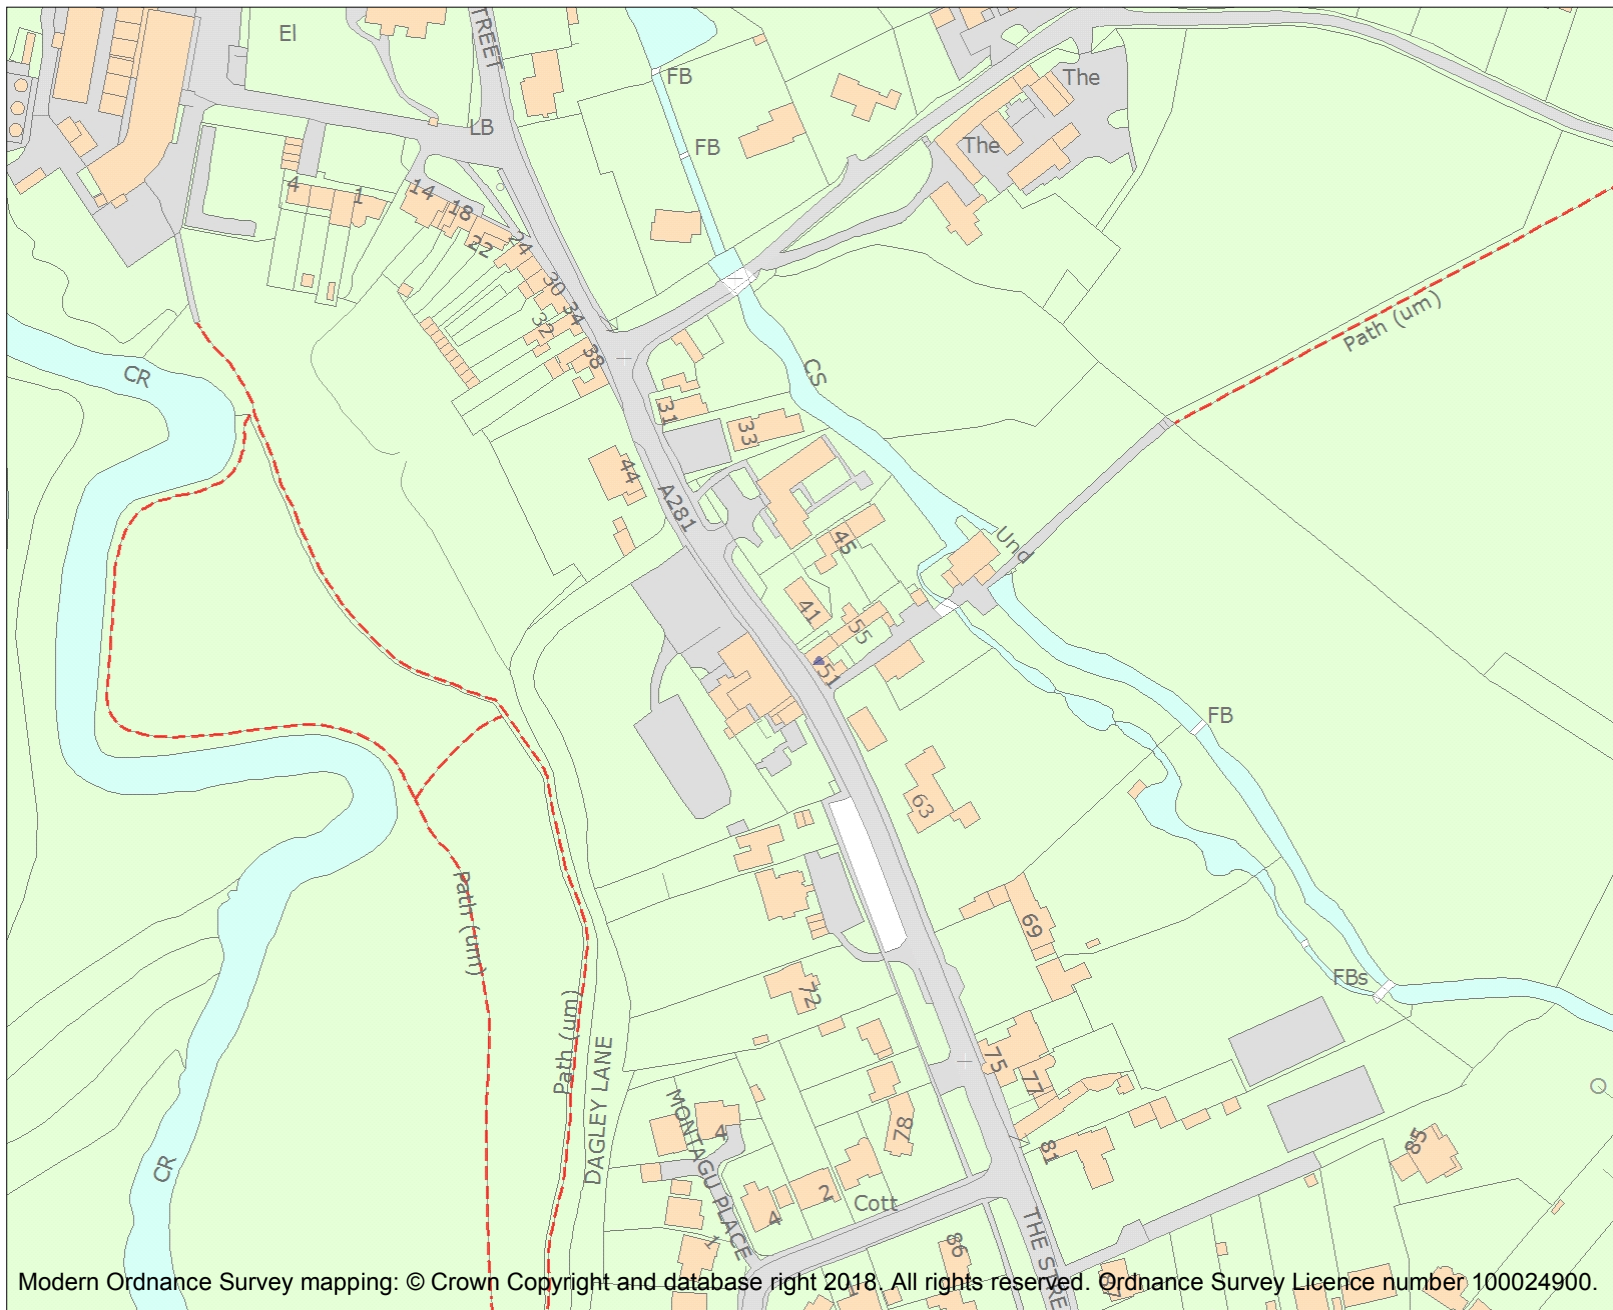 El
TREET
FB
The
LB
FB
The
4
1
14
18
22
24
30
34
32
38
Path (um)
CR
CS
31
33
44
A281
45
Und
41
55
51
FB
63
Path (um)
69
FBs
72
Path (um)
DAGLEY LANE
75
77
MONTAGU PLACE
4
78
81
85
CR
2
Cott
4
1
86
THE STRE
Modern Ordnance Survey mapping: © Crown Copyright and database right 2018. All rights reserved. Ordnance Survey Licence number 100024900.